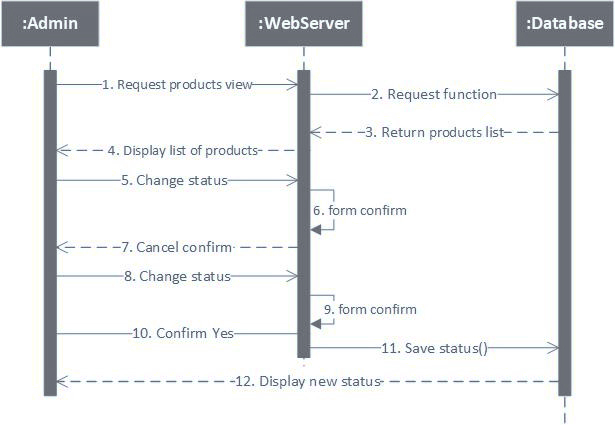 :Admin
:WebServer
:Database
1. Request products view
2. Request function
3. Return products list
4. Display list of products
5. Change status
6. form confirm
7. Cancel confirm
8. Change status
9. form confirm
10. Confirm Yes
11. Save status()
12. Display new status